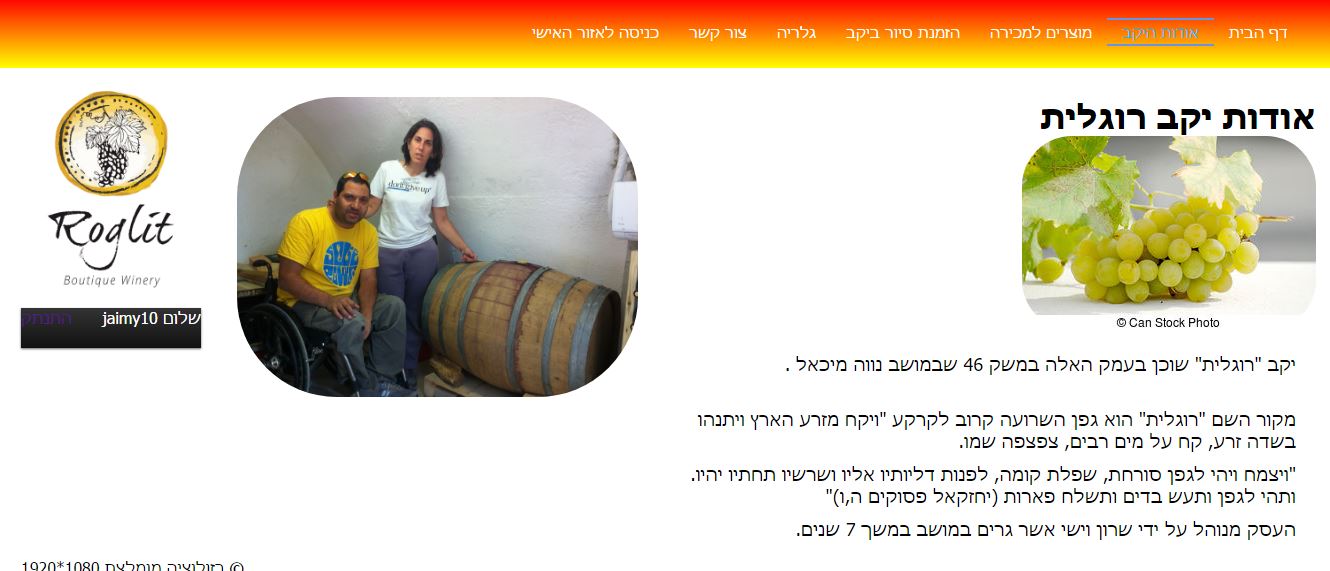 דף הבית
אודות היקב
מוצרים למכירה
הזמנת סיור ביקב
גלריה
צור קשר
כניסה לאזור האישי
אודות יקב רוגלית
© Can Stock Photo
יקב "רוגלית" שוכן בעמק האלה במשק 46 שבמושב נווה מיכאל .
מקור השם "רוגלית" הוא גפן השרועה קרוב לקרקע "ויקח מזרע הארץ ויתנהו
בשדה זרע, קח על מים רבים, צפצפה שמו.
"ויצמח ויהי לגפן סורחת, שפלת קומה, לפנות דליותיו אליו ושרשיו תחתיו יהיו.
ותהי לגפן ותעש בדים ותשלח פארות (יחזקאל פסוקים ה,ו)"
העסק מנוהל על ידי שרון וישי אשר גרים במושב במשך 7 שנים.
dont give up
Roglit
Boutique Winery
שלום jaimy10
התנתק
© רזולוציה מומלצת 1080*1920